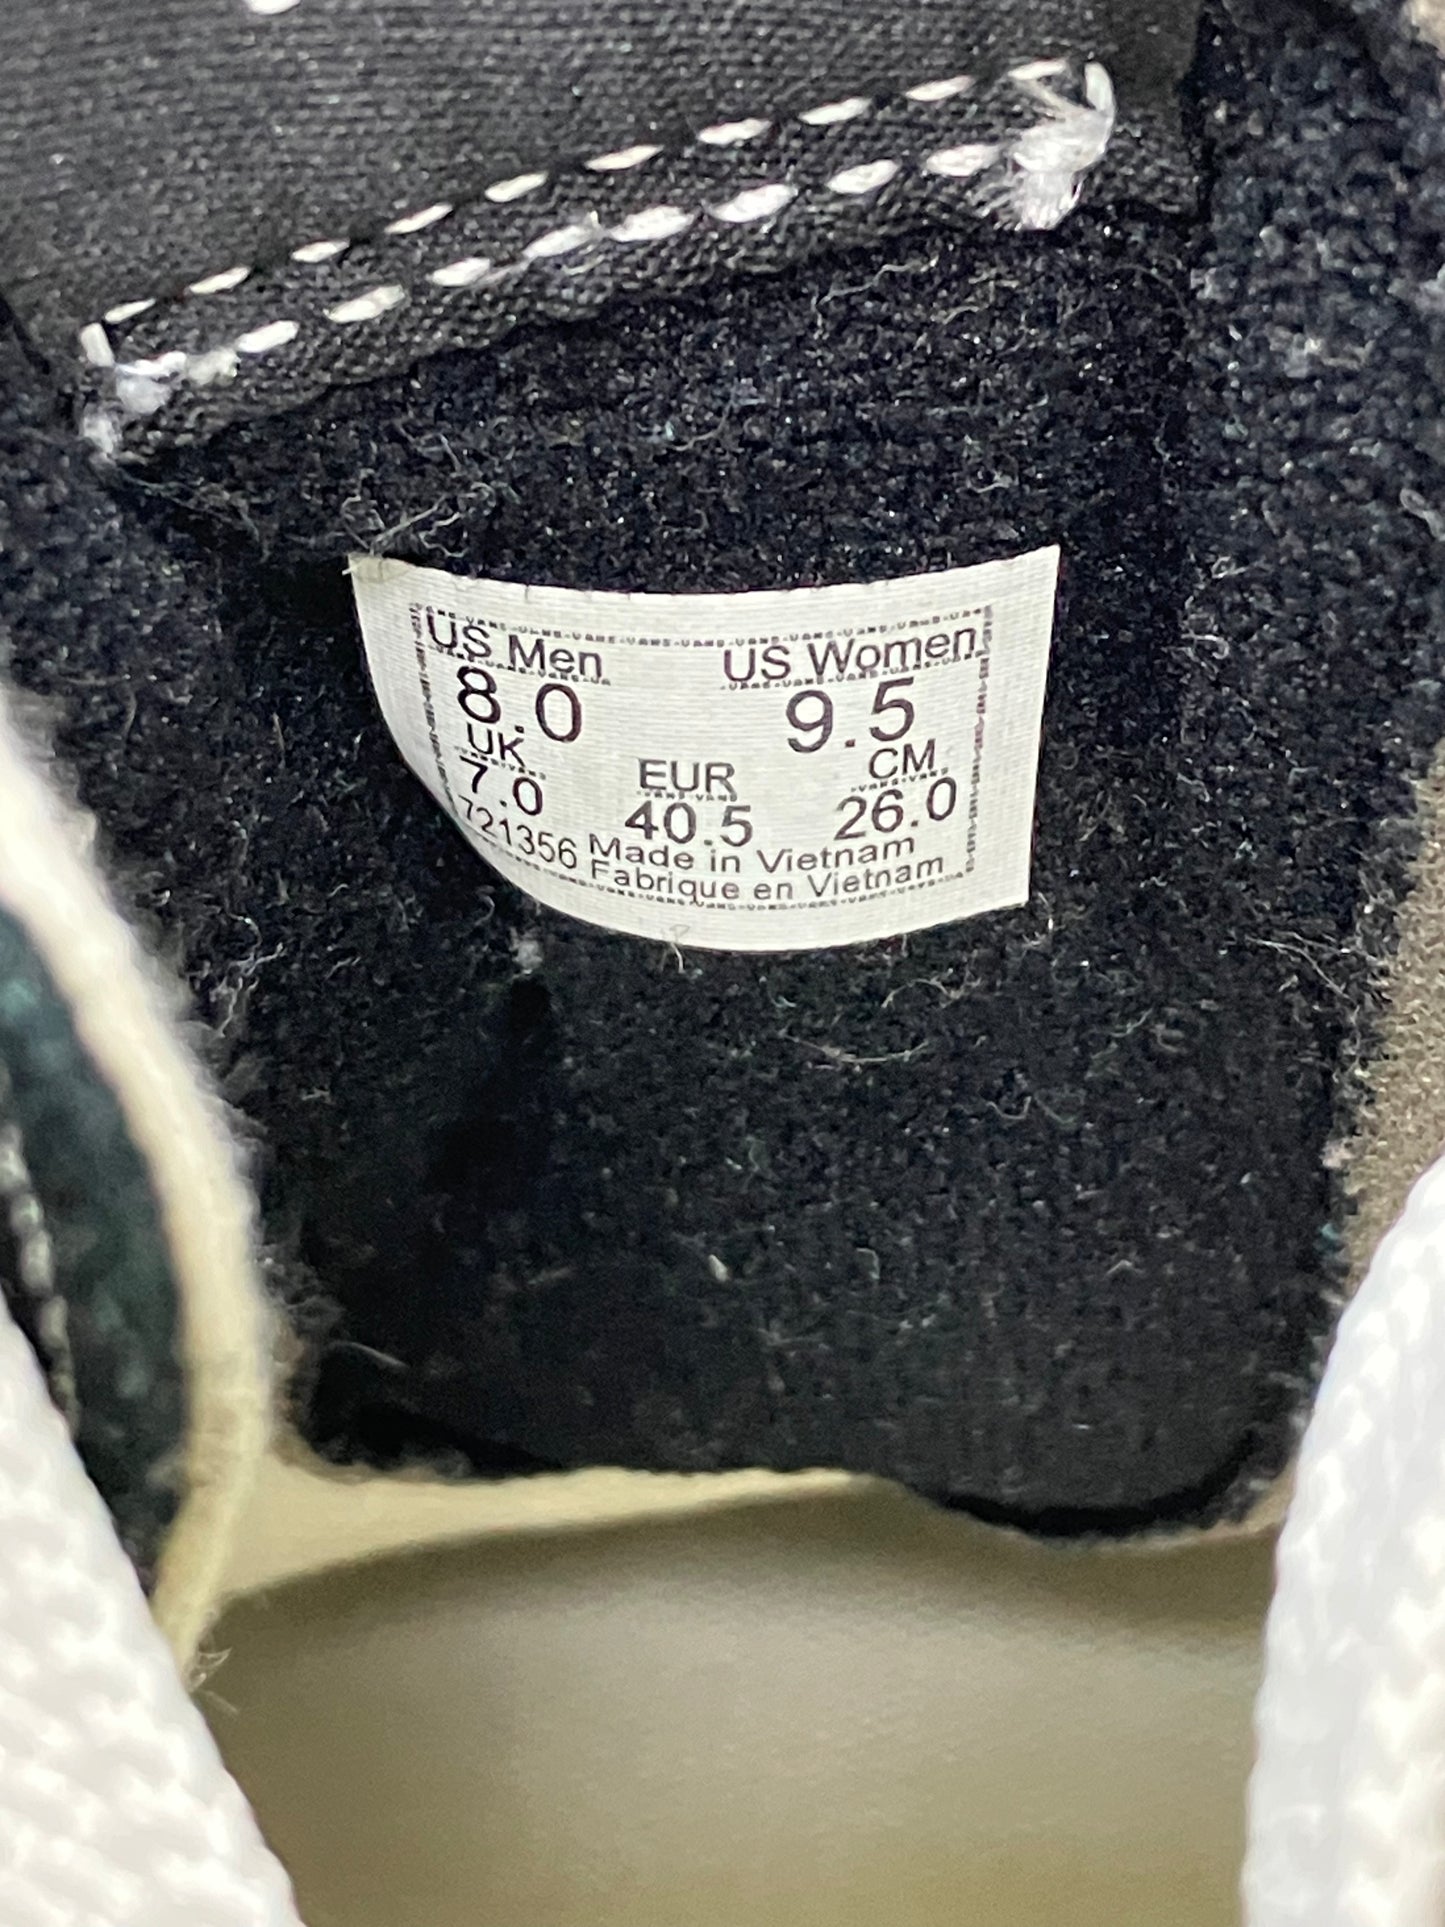 US Men US Women
8.0 9.5
UK EUR CM
7.0 40.5 26.0
721356 Made in Vietnam
Fabrique en Vietnam